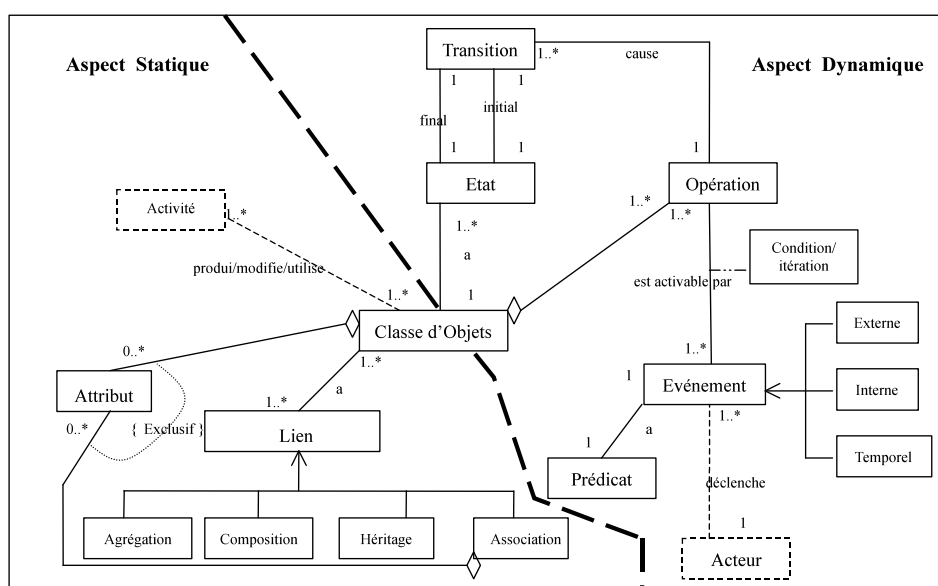 Transition
1..*
cause
Aspect Statique
Aspect Dynamique
1
1
final
initial
1
1
1
Etat
Opération
Activité
1..*
1..*
1..*
1..*
a
Condition/
itération
produi/modifie/utilise
est activable par
1..*
1
Classe d'Objets
Externe
0..*
1..*
1..*
a
1
Evénement
Interne
Attribut
1..*
1..*
0..*
{ Exclusif }
Lien
a
1
Temporel
Prédicat
déclenche
1
Agrégation
Composition
Héritage
Association
Acteur